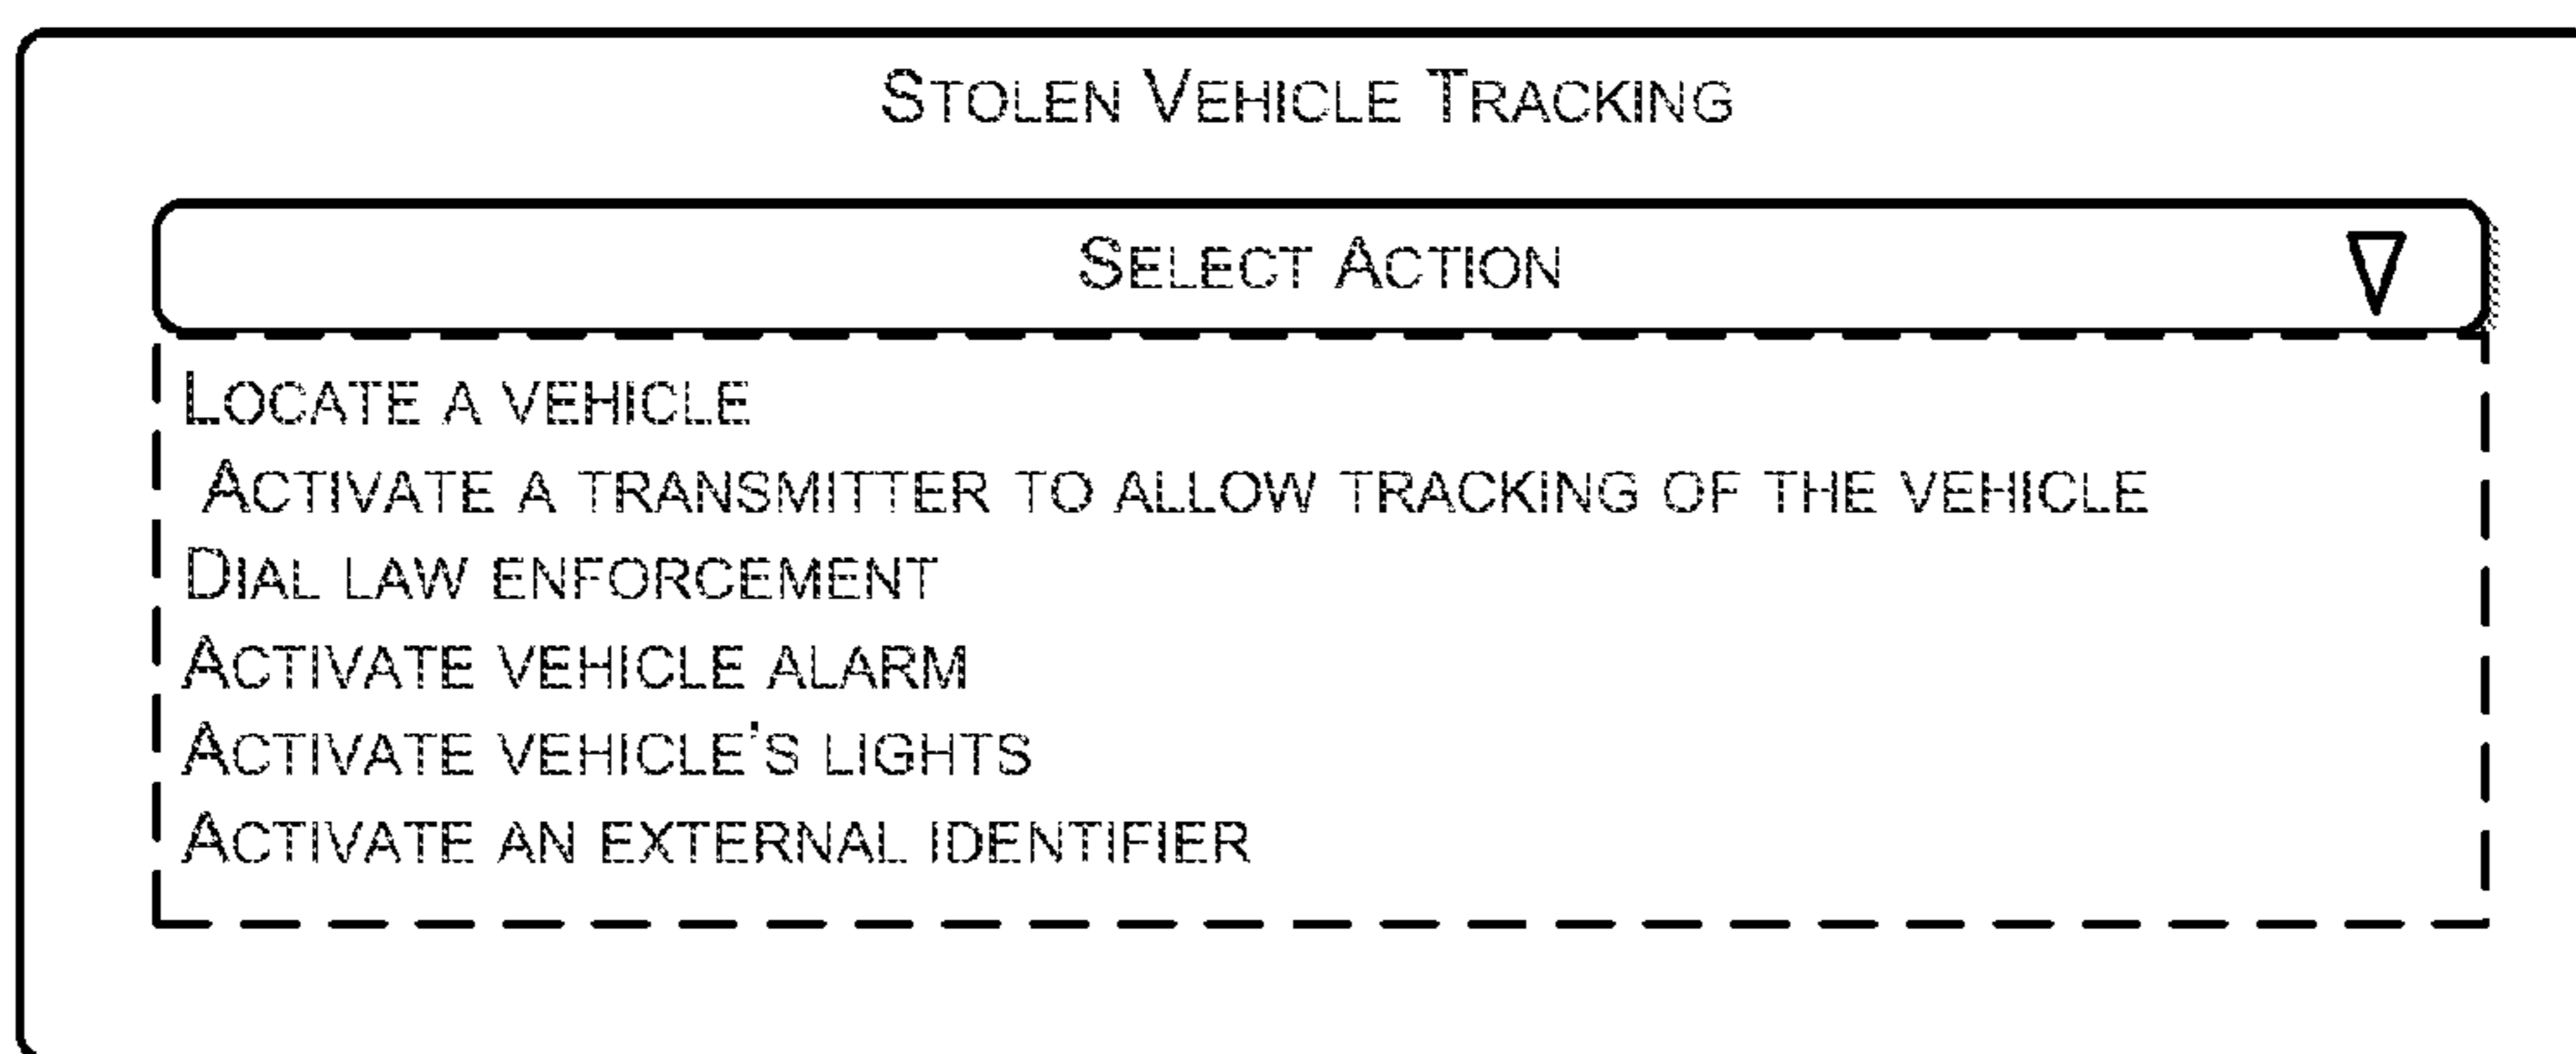 Stolen Vehicle Tracking
Select Action
Locate a vehicle
Activate a transmitter to allow tracking of the vehicle
Dial law enforcement
Activate vehicle alarm
Activate vehicle's lights
Activate an external identifier